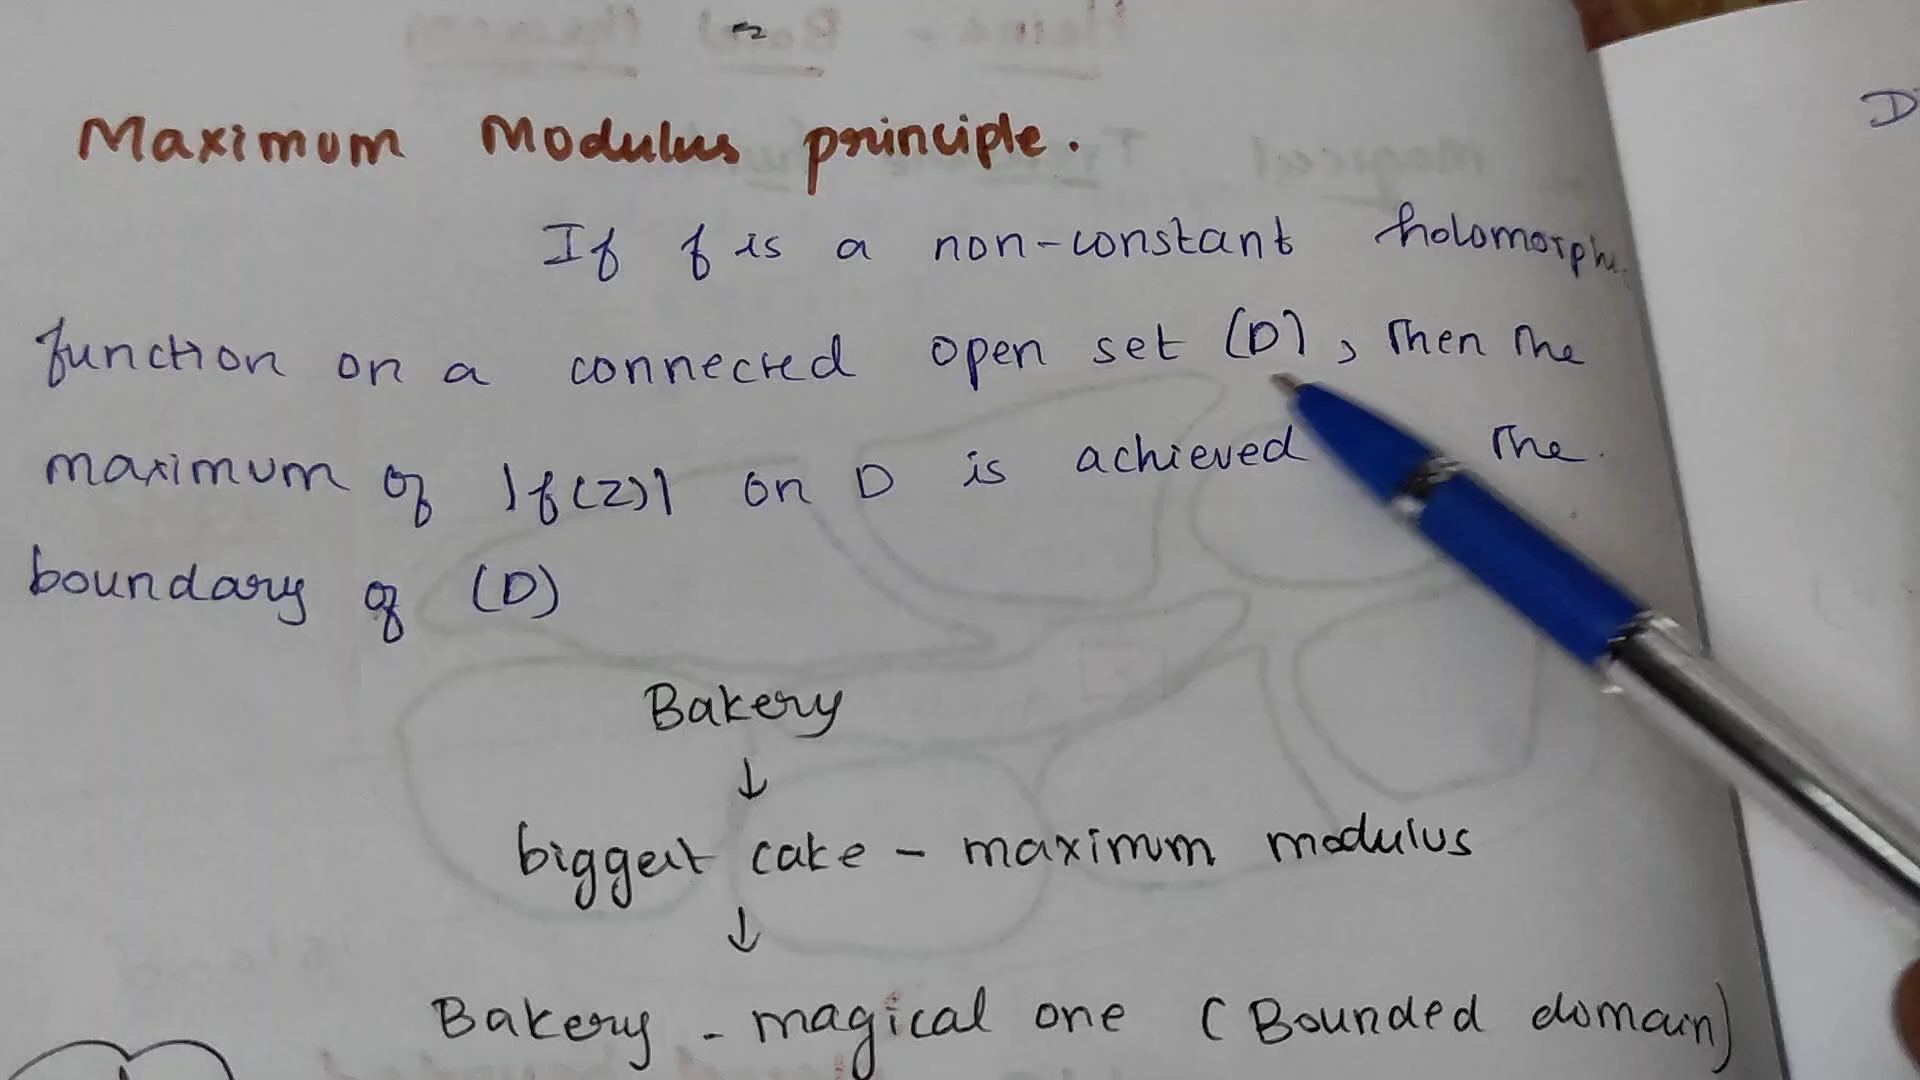 Maximum Modulus principle.
If f is a non-constant holomorphi
function on a connected open set (D), then the
maximum of |f(z)| on D is achieved the
boundary of (D)
Bakery
↓
biggest cake - maximum modulus
↓
Bakery - magical one (Bounded domain)
D